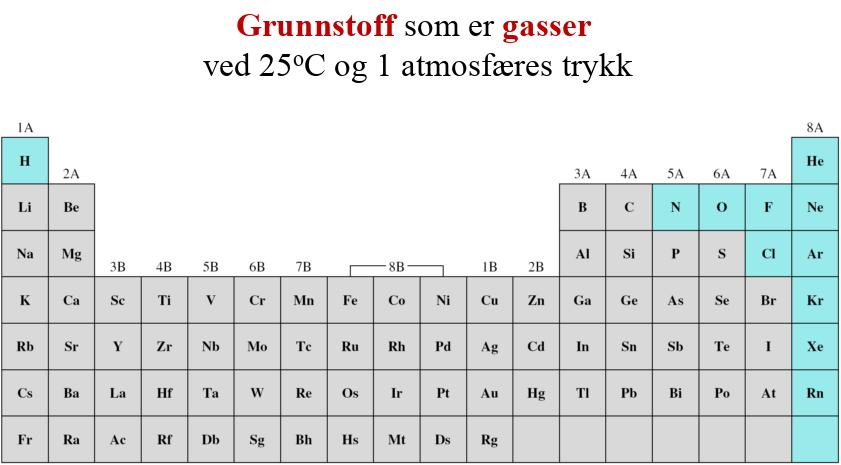 Grunnstoff som er gasser
ved 25°C og 1 atmosfæres trykk
1A 8A
H He
2A 3A 4A 5A 6A 7A
Li Be B C N O F Ne
Na Mg Al Si P S Cl Ar
3B 4B 5B 6B 7B 8B 1B 2B
K Ca Sc Ti V Cr Mn Fe Co Ni Cu Zn Ga Ge As Se Br Kr
Rb Sr Y Zr Nb Mo Tc Ru Rh Pd Ag Cd In Sn Sb Te I Xe
Cs Ba La Hf Ta W Re Os Ir Pt Au Hg Tl Pb Bi Po At Rn
Fr Ra Ac Rf Db Sg Bh Hs Mt Ds Rg